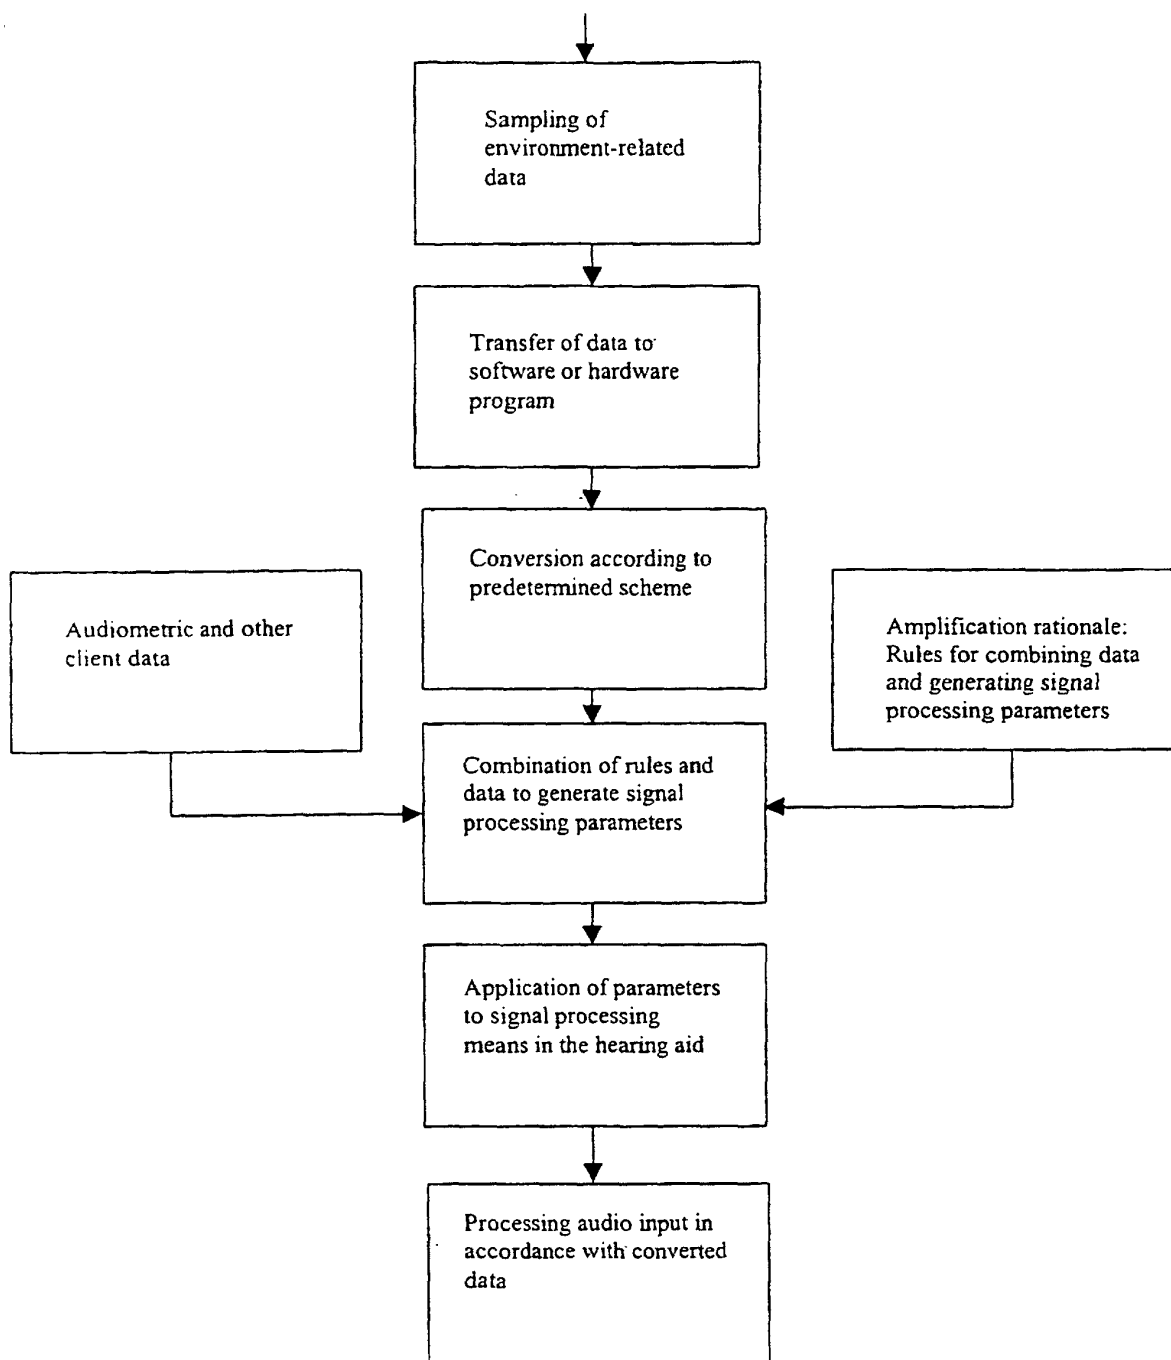 Sampling of
environment-related
data
Transfer of data to
software or hardware
program
Conversion according to
predetermined scheme
Audiometric and other
client data
Amplification rationale:
Rules for combining data
and generating signal
processing parameters
Combination of rules and
data to generate signal
processing parameters
Application of parameters
to signal processing
means in the hearing aid
Processing audio input in
accordance with converted
data